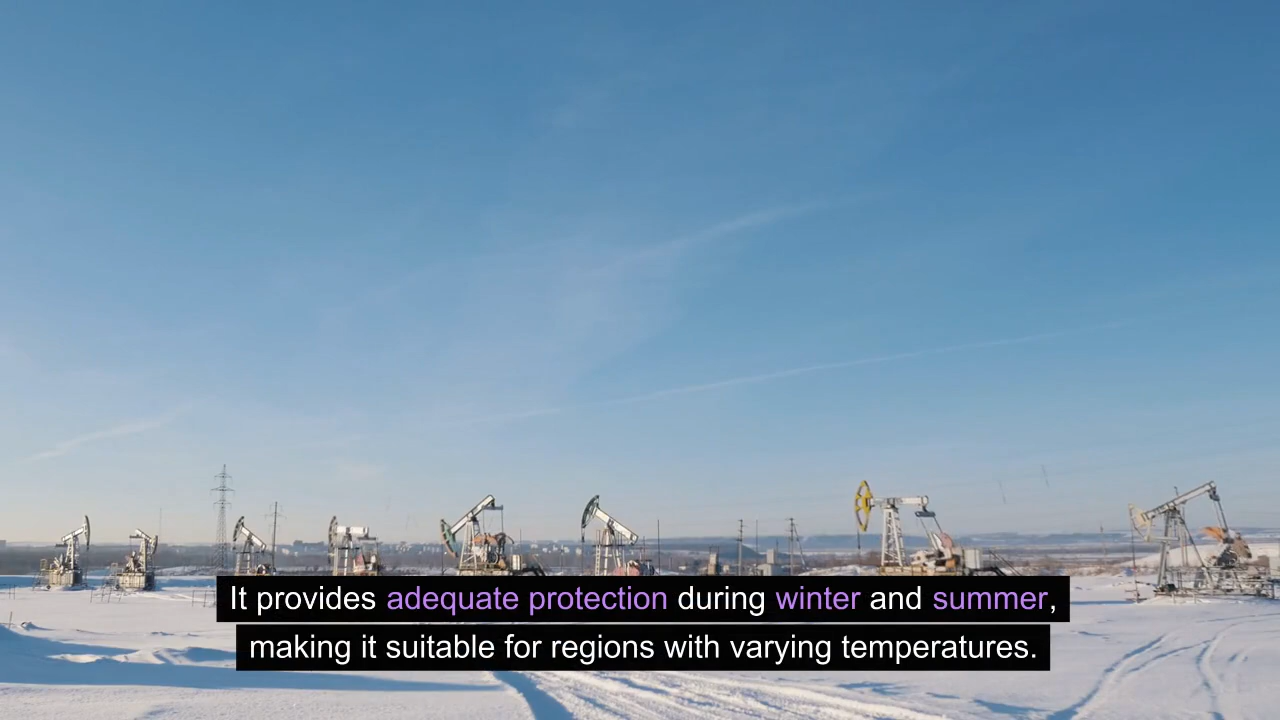 It provides adequate protection during winter and summer,
making it suitable for regions with varying temperatures.